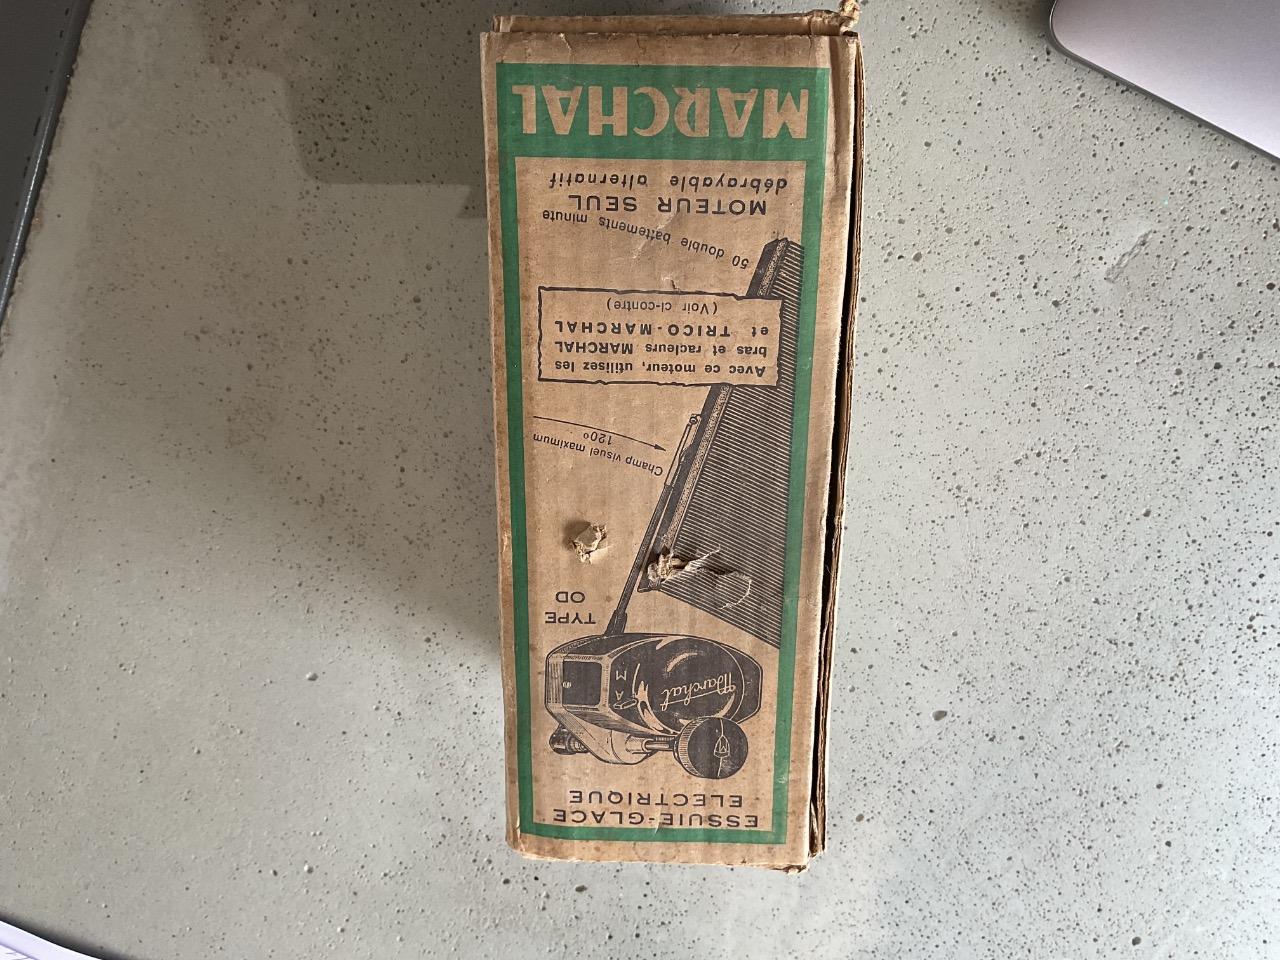 ESSUIE-GLACE
ELECTRIQUE
Marchal
A
M
M
TYPE
OD
Champ visuel maximum
120°
Avec ce moteur, utilisez les
bras et racleurs MARCHAL
et TRICO-MARCHAL
(Voir ci-contre)
50 double battements minute
MOTEUR SEUL
débrayable alternatif
MARCHAL